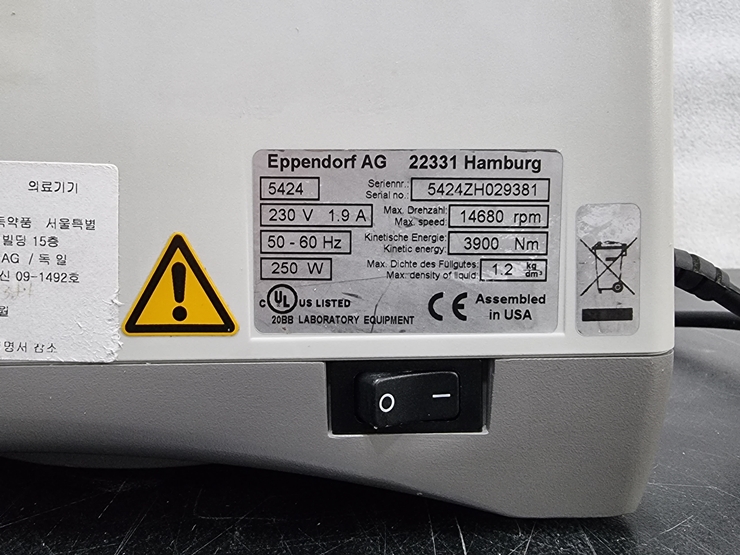 의료기기
독약품 서울특별
빌딩 15층
AG / 독 일
신 09-1492호
월
명서 참조
Eppendorf AG 22331 Hamburg
5424
Seriennr.:
Serial no.:
5424ZH029381
230 V 1.9 A
Max. Drehzahl:
Max. speed:
14680 rpm
50 - 60 Hz
Kinetische Energie:
Kinetic energy:
3900 Nm
250 W
Max. Dichte des Füllgutes:
Max. density of liquid:
1.2 kg/dm³
C UL US LISTED
20BB LABORATORY EQUIPMENT
CE
Assembled
in USA
O —